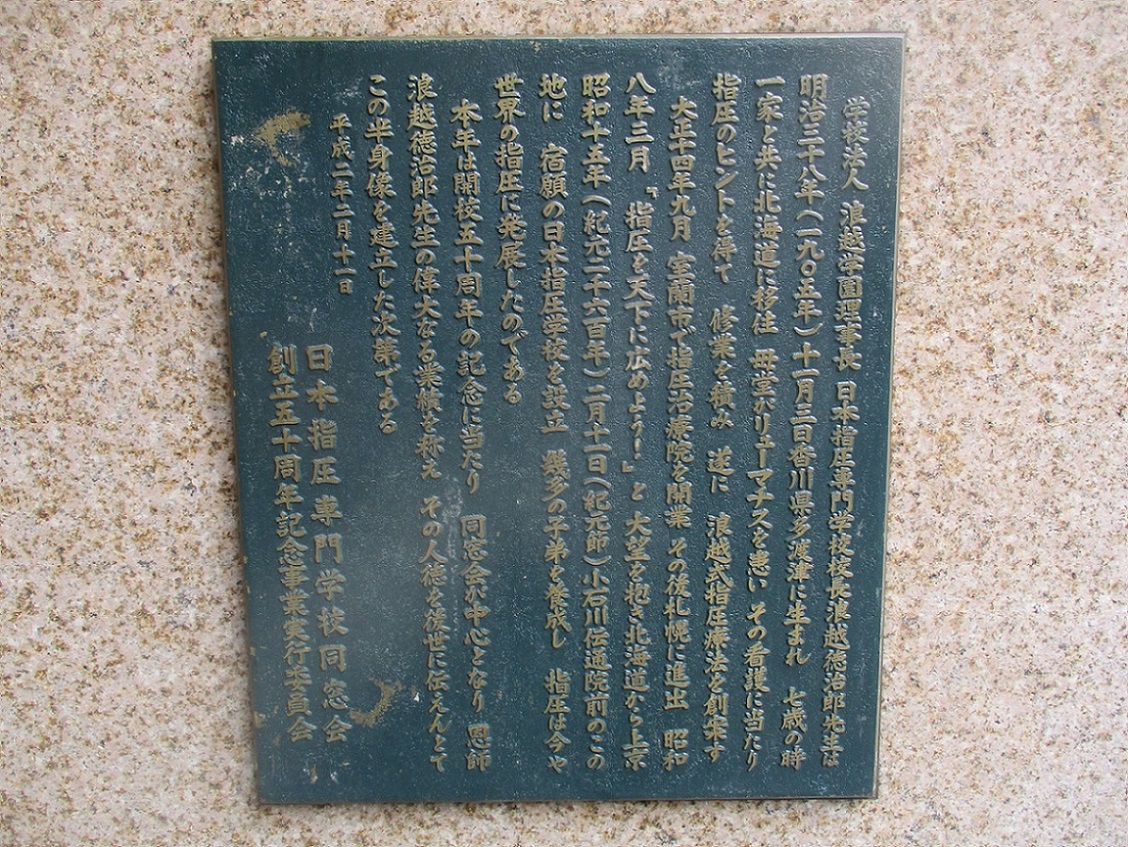 学校法人 浪越学園理事長 日本指圧専門学校校長浪越徳治郎先生は
明治三十八年(一九〇五年)十一月三日香川県多渡津に生まれ 七歳の時
一家と共に北海道に移住 母堂がリューマチスを患い その看護に当たり
指圧のヒントを得て 修業を積み 遂に 浪越式指圧療法を創案す
大正十四年九月 室蘭市で指圧治療院を開業 その後札幌に進出 昭和
八年三月『指圧を天下に広めよう!』と 大望を抱き北海道から上京
昭和十五年(紀元二千六百年)二月十一日(紀元節)小石川伝通院前のこの
地に 宿願の日本指圧学校を設立 幾多の子弟を養成し 指圧は今や
世界の指圧に発展したのである
本年は開校五十周年の記念に当たり 同窓会が中心となり 恩師
浪越徳治郎先生の偉大なる業績を称え その人徳を後世に伝えんとて
この半身像を建立した次第である
平成二年二月十一日
日本指圧専門学校同窓会
創立五十周年記念事業実行委員会